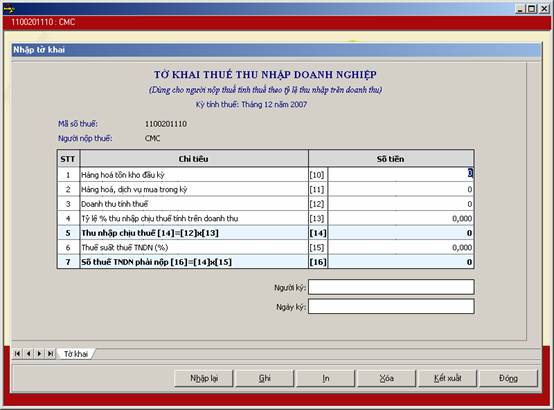 1100201110 : CMC
Nhập tờ khai
TỜ KHAI THUẾ THU NHẬP DOANH NGHIỆP
(Dùng cho người nộp thuế tính thuế theo tỷ lệ thu nhập trên doanh thu)
Kỳ tính thuế: Tháng 12 năm 2007
Mã số thuế: 1100201110
Người nộp thuế: CMC
STT Chỉ tiêu Số tiền
1 Hàng hoá tồn kho đầu kỳ [10] 0
2 Hàng hoá, dịch vụ mua trong kỳ [11] 0
3 Doanh thu tính thuế [12] 0
4 Tỷ lệ % thu nhập chịu thuế tính trên doanh thu [13] 0,000
5 Thu nhập chịu thuế [14]=[12]x[13] [14] 0
6 Thuế suất thuế TNDN (%) [15] 0,000
7 Số thuế TNDN phải nộp [16]=[14]x[15] [16] 0
Người ký:
Ngày ký:
Tờ khai
Nhập lại Ghi In Xóa Kết xuất Đóng